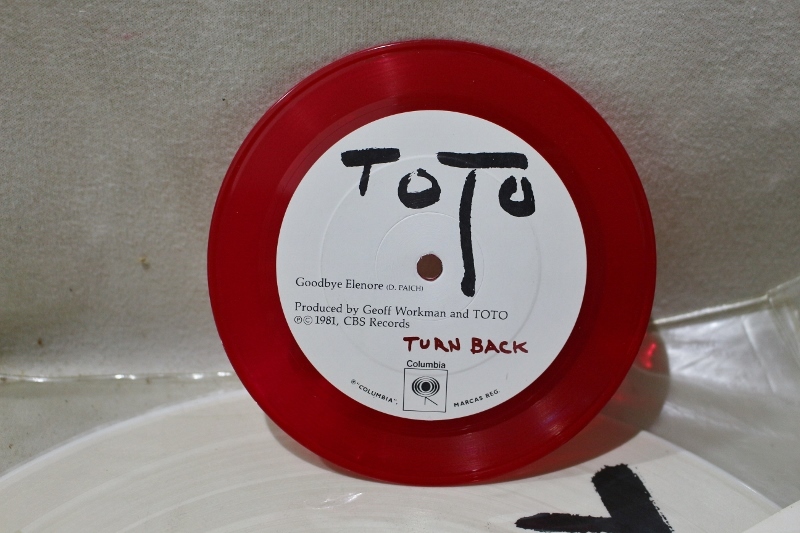 TOTO
Goodbye Elenore (D. PAICH)
Produced by Geoff Workman and TOTO
℗© 1981, CBS Records
TURN BACK
Columbia
®"COLUMBIA", MARCAS REG.